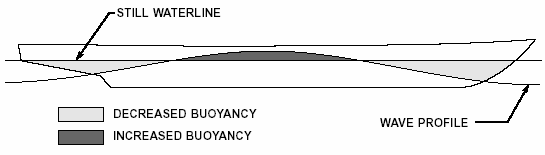 STILL WATERLINE
DECREASED BUOYANCY
INCREASED BUOYANCY
WAVE PROFILE